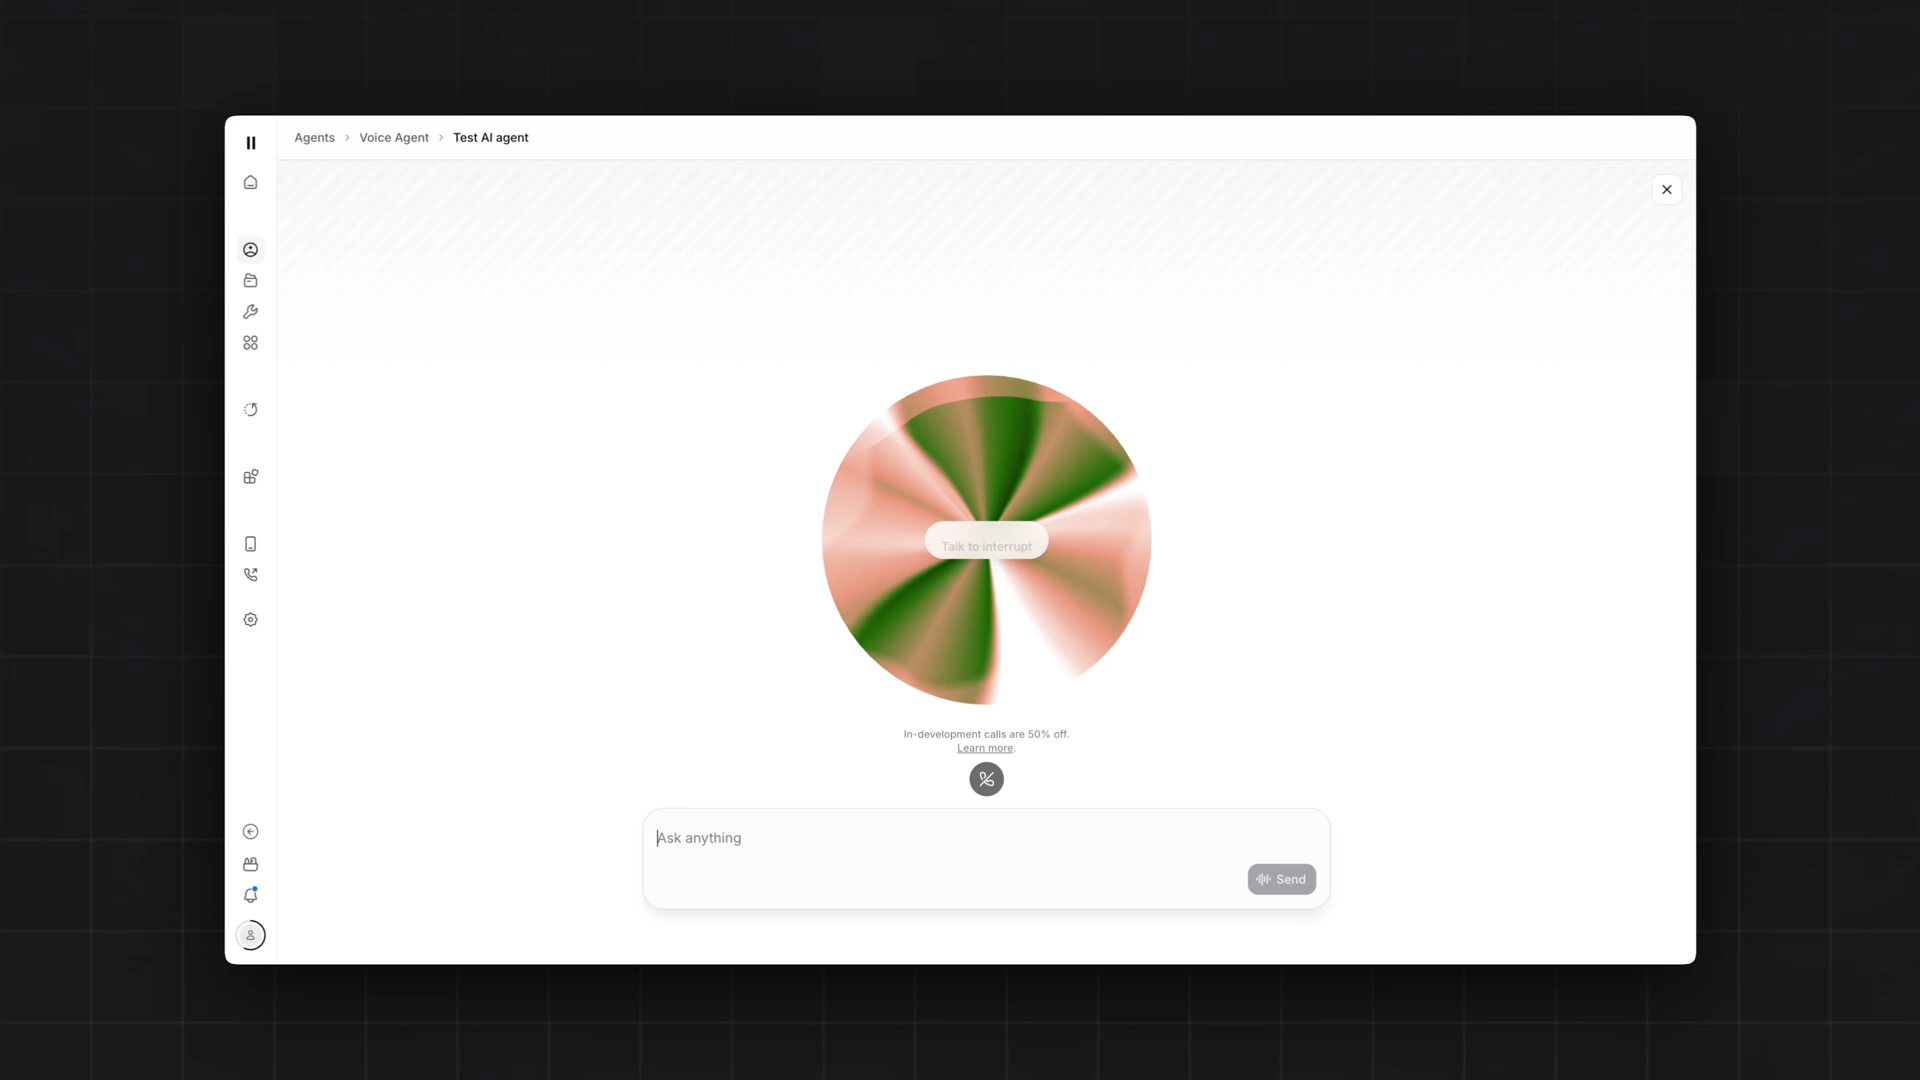 Agents > Voice Agent > Test AI agent
Talk to interrupt
In-development calls are 50% off.
Learn more.
Ask anything
Send